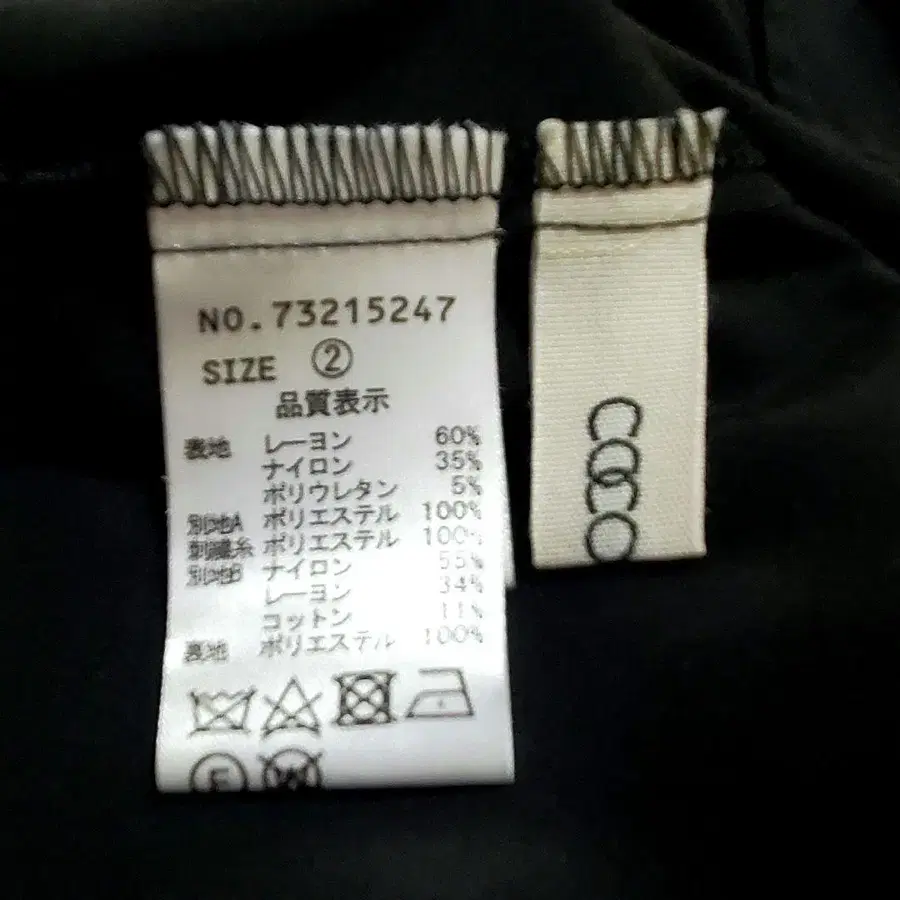 NO.73215247
SIZE ②
品質表示
表地 レーヨン 60%
ナイロン 35%
ポリウレタン 5%
別地A ポリエステル 100%
刺繍糸 ポリエステル 100%
別地B ナイロン 55%
レーヨン 34%
コットン 11%
裏地 ポリエステル 100%
F W
COCO